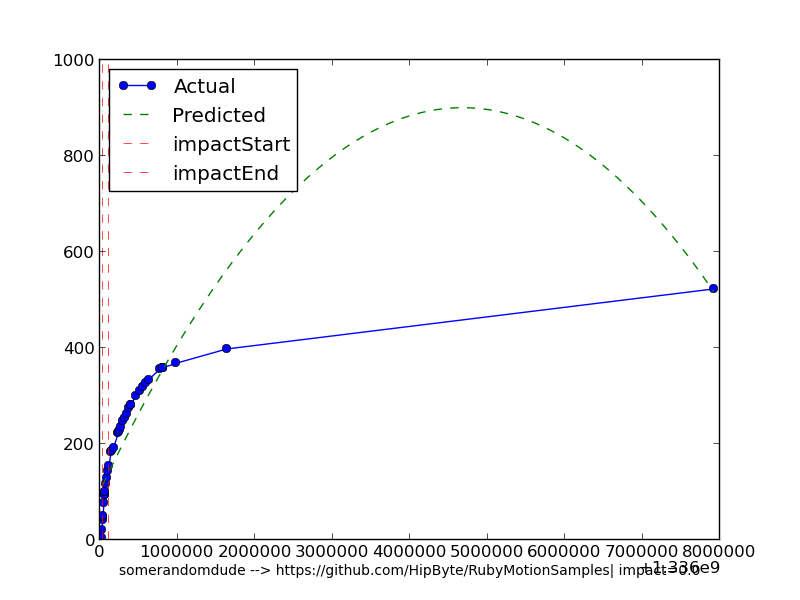 1000
800
600
400
200
0
Actual
Predicted
impactStart
impactEnd
0 1000000 2000000 3000000 4000000 5000000 6000000 7000000 8000000
+1.336e9
somerandomdude --> https://github.com/HipByte/RubyMotionSamples| impact=0.0